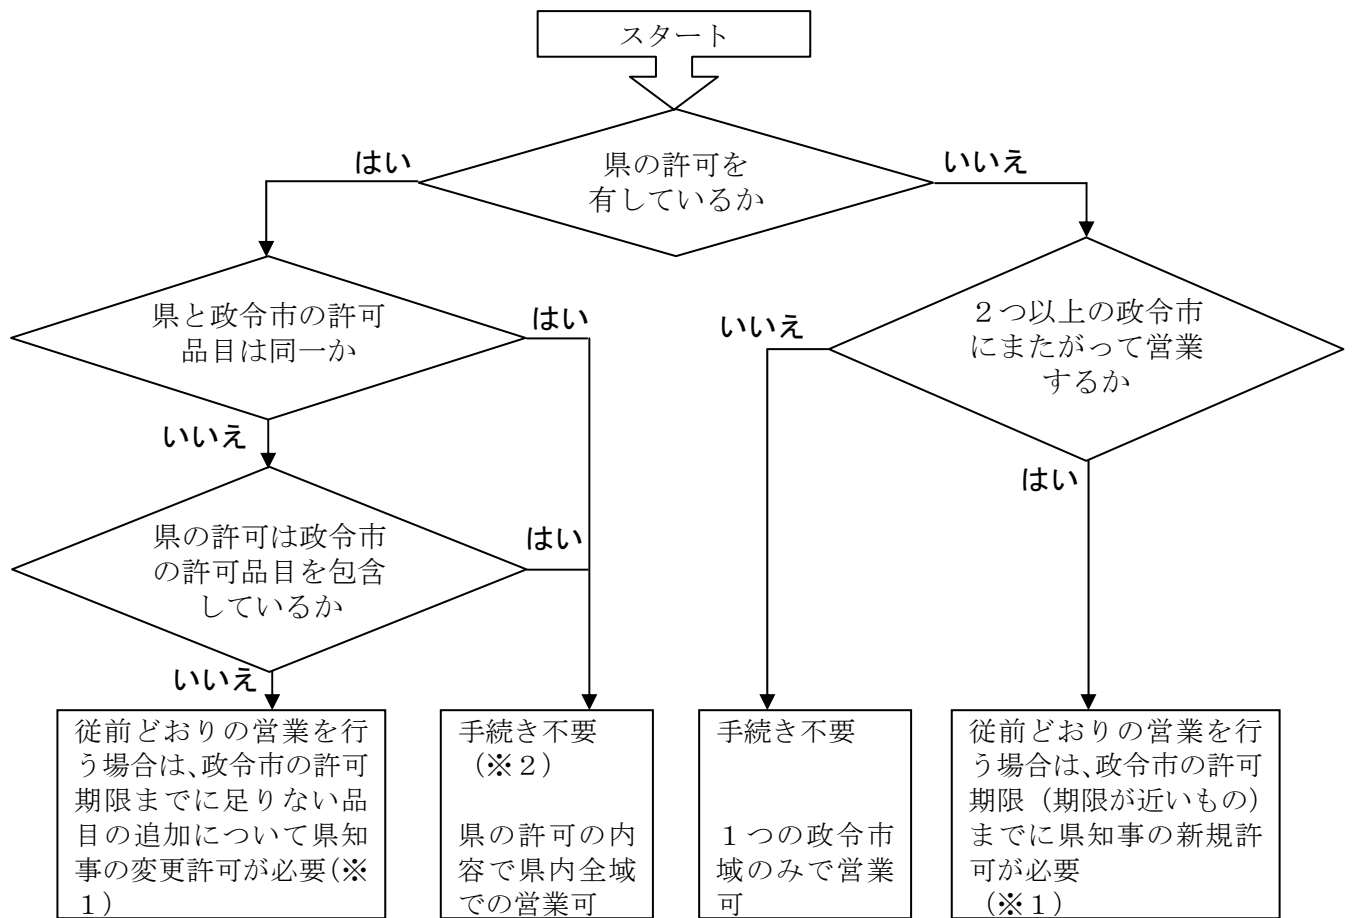 スタート
県の許可を
有しているか
はい
いいえ
県と政令市の許可
品目は同一か
はい
いいえ
２つ以上の政令市
にまたがって営業
するか
いいえ
はい
県の許可は政令市
の許可品目を包含
しているか
はい
いいえ
従前どおりの営業を行
う場合は、政令市の許可
期限までに足りない品
目の追加について県知
事の変更許可が必要(※
１)
手続き不要
(※２)
県の許可の内
容で県内全域
での営業可
手続き不要
１つの政令市
域のみで営業
可
従前どおりの営業を行
う場合は、政令市の許可
期限（期限が近いもの）
までに県知事の新規許
可が必要
(※１)